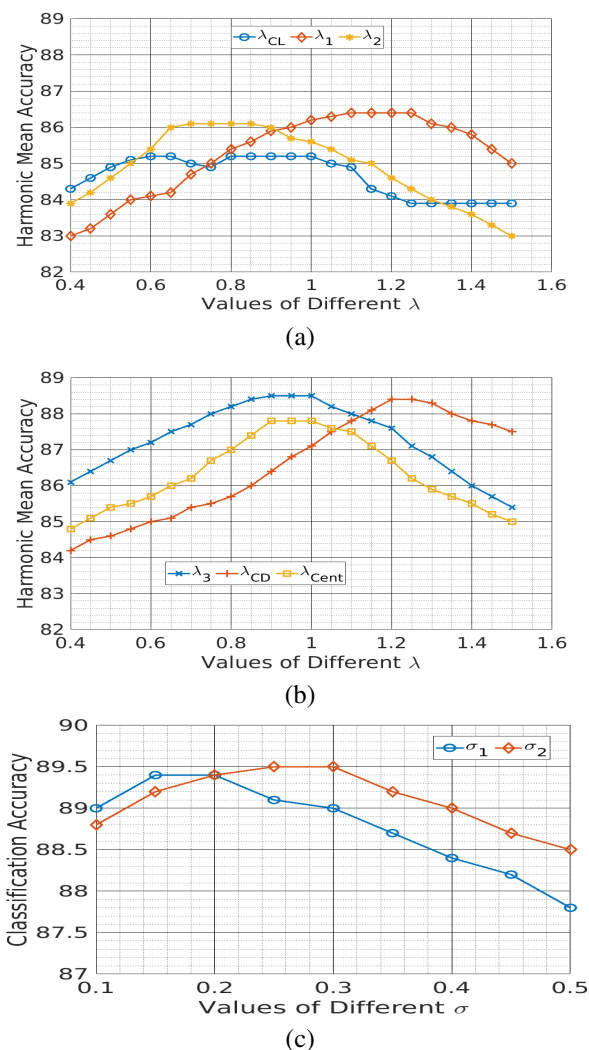 89
88
87
86
85
84
83
82
Harmonic Mean Accuracy
λCL λ1 λ2
0.4 0.6 0.8 1 1.2 1.4 1.6
Values of Different λ
(a)
89
88
87
86
85
84
83
82
Harmonic Mean Accuracy
λ3 λCD λCent
0.4 0.6 0.8 1 1.2 1.4 1.6
Values of Different λ
(b)
90
89.5
89
88.5
88
87.5
87
Classification Accuracy
σ1 σ2
0.1 0.2 0.3 0.4 0.5
Values of Different σ
(c)